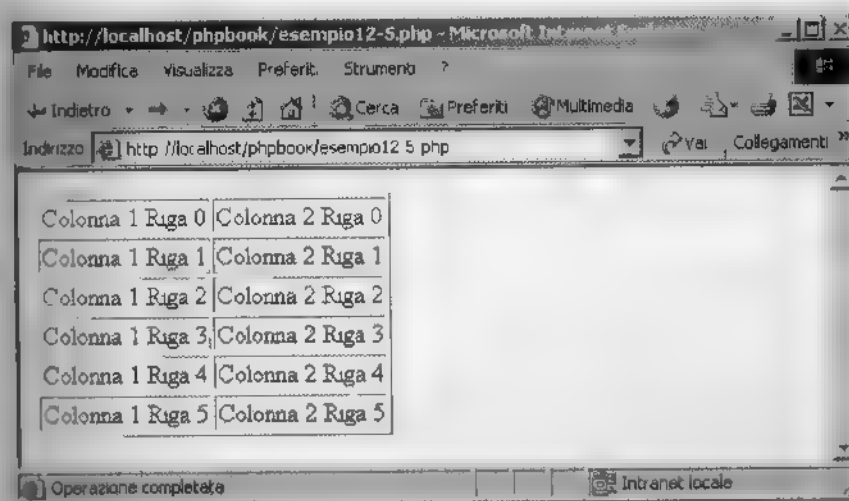 http://localhost/phpbook/esempio12-5.php - Microsoft
File Modifica Visualizza Preferiti Strumenti ?
Indietro Cerca Preferiti Multimedia
Indirizzo http //localhost/phpbook/esempio12 5 php Vai Collegamenti »
Colonna 1 Riga 0 Colonna 2 Riga 0
Colonna 1 Riga 1 Colonna 2 Riga 1
Colonna 1 Riga 2 Colonna 2 Riga 2
Colonna 1 Riga 3 Colonna 2 Riga 3
Colonna 1 Riga 4 Colonna 2 Riga 4
Colonna 1 Riga 5 Colonna 2 Riga 5
Operazione completata Intranet locale